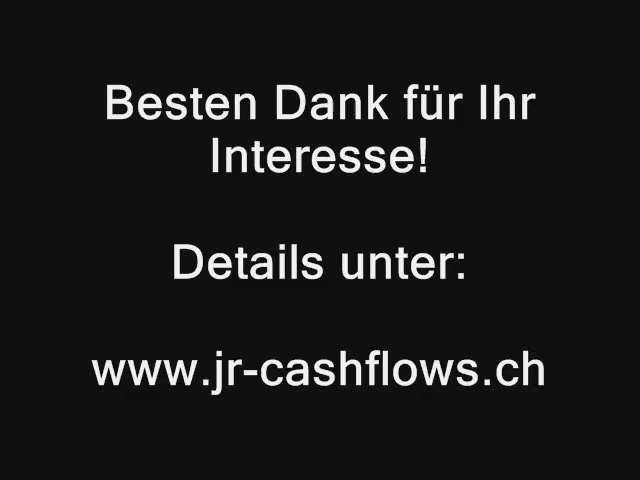 Besten Dank für Ihr
Interesse!
Details unter:
www.jr-cashflows.ch